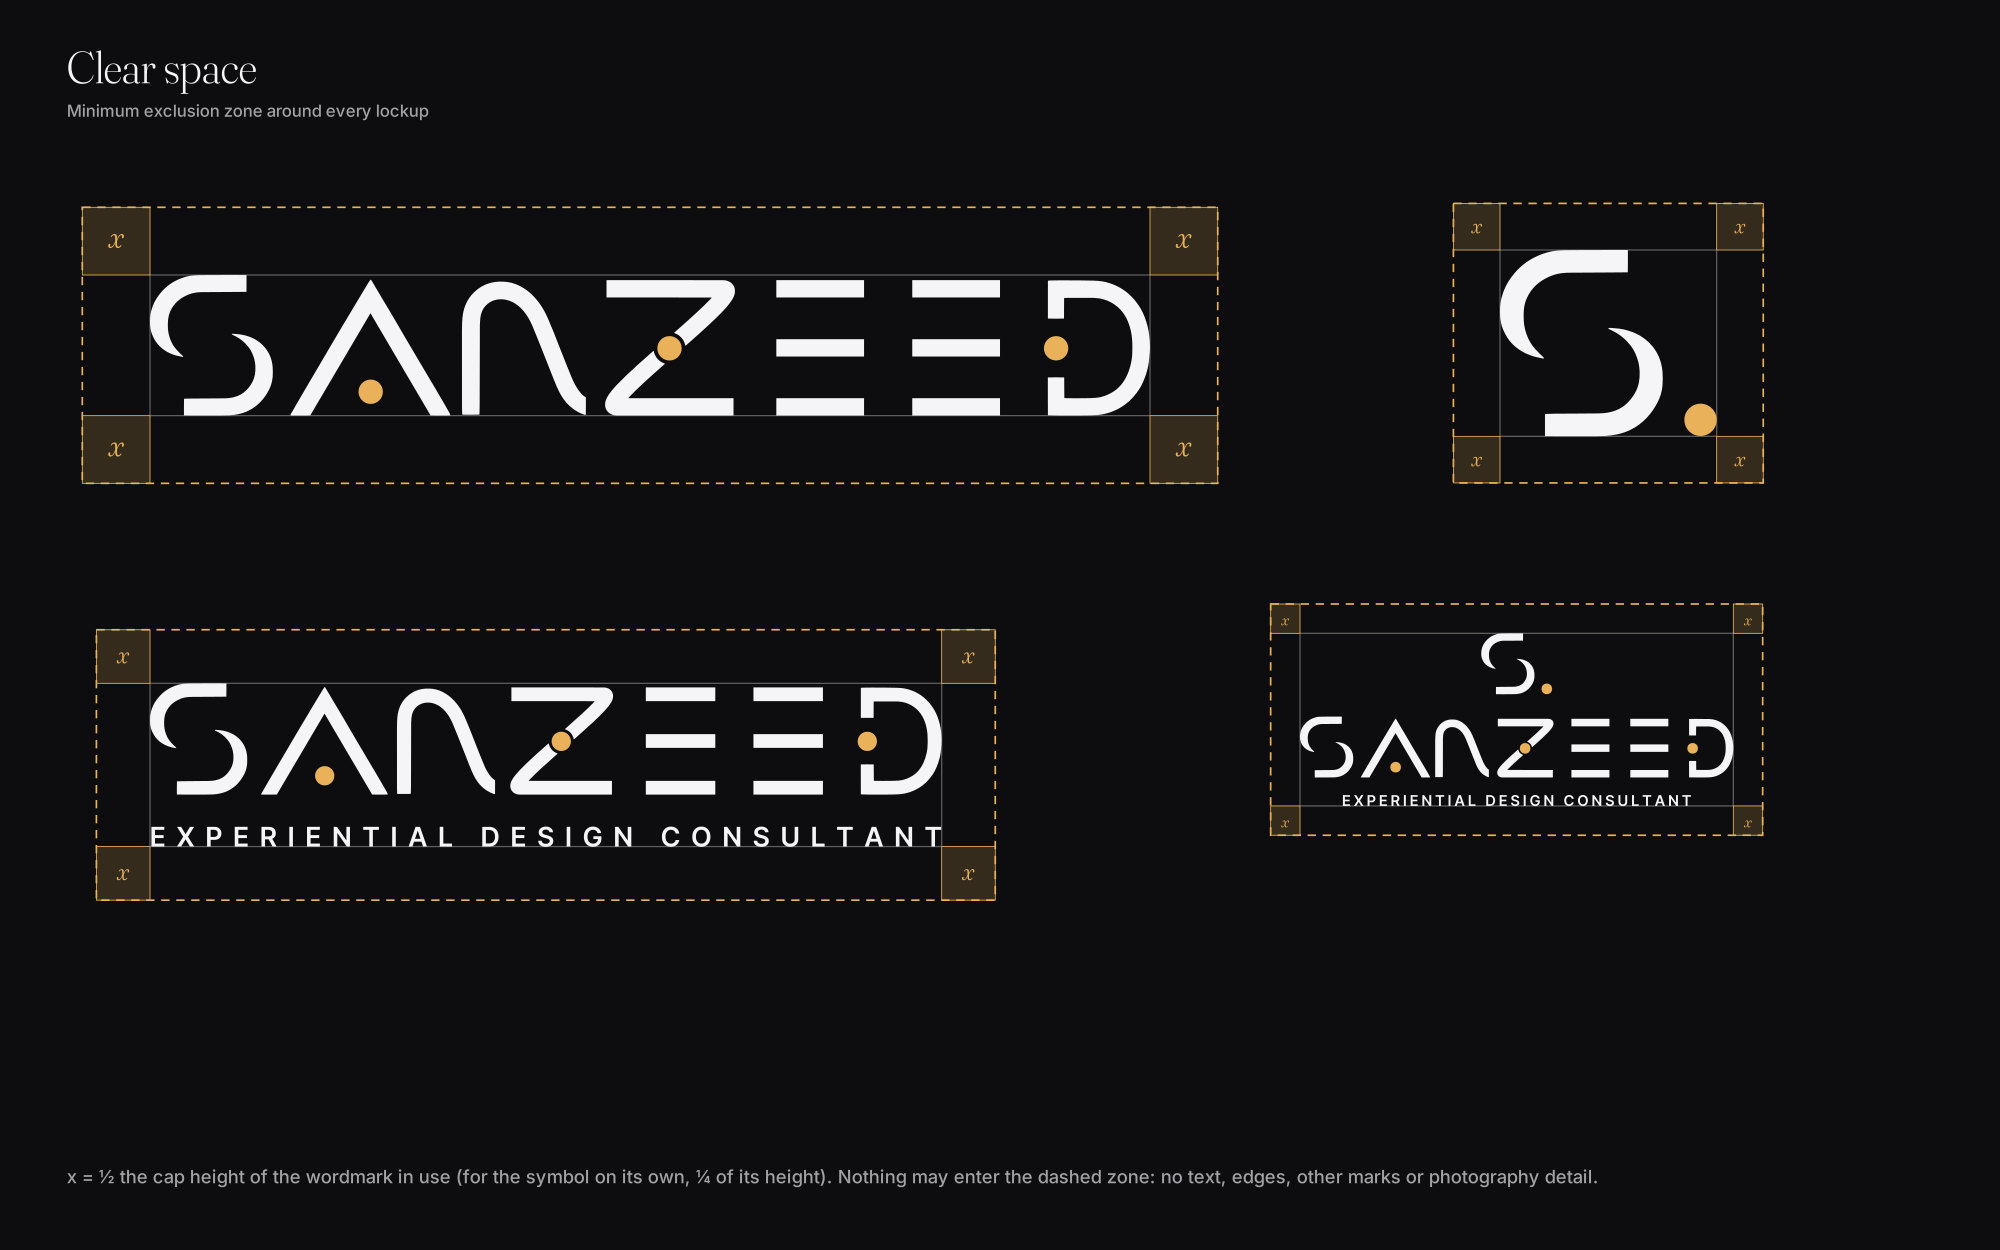 Clear space
Minimum exclusion zone around every lockup
x
x
SANZEED
x
x
x
x
S.
x
x
x
x
SANZEED
EXPERIENTIAL DESIGN CONSULTANT
x
x
x
x
S.
SANZEED
EXPERIENTIAL DESIGN CONSULTANT
x
x
x = ½ the cap height of the wordmark in use (for the symbol on its own, ¼ of its height). Nothing may enter the dashed zone: no text, edges, other marks or photography detail.